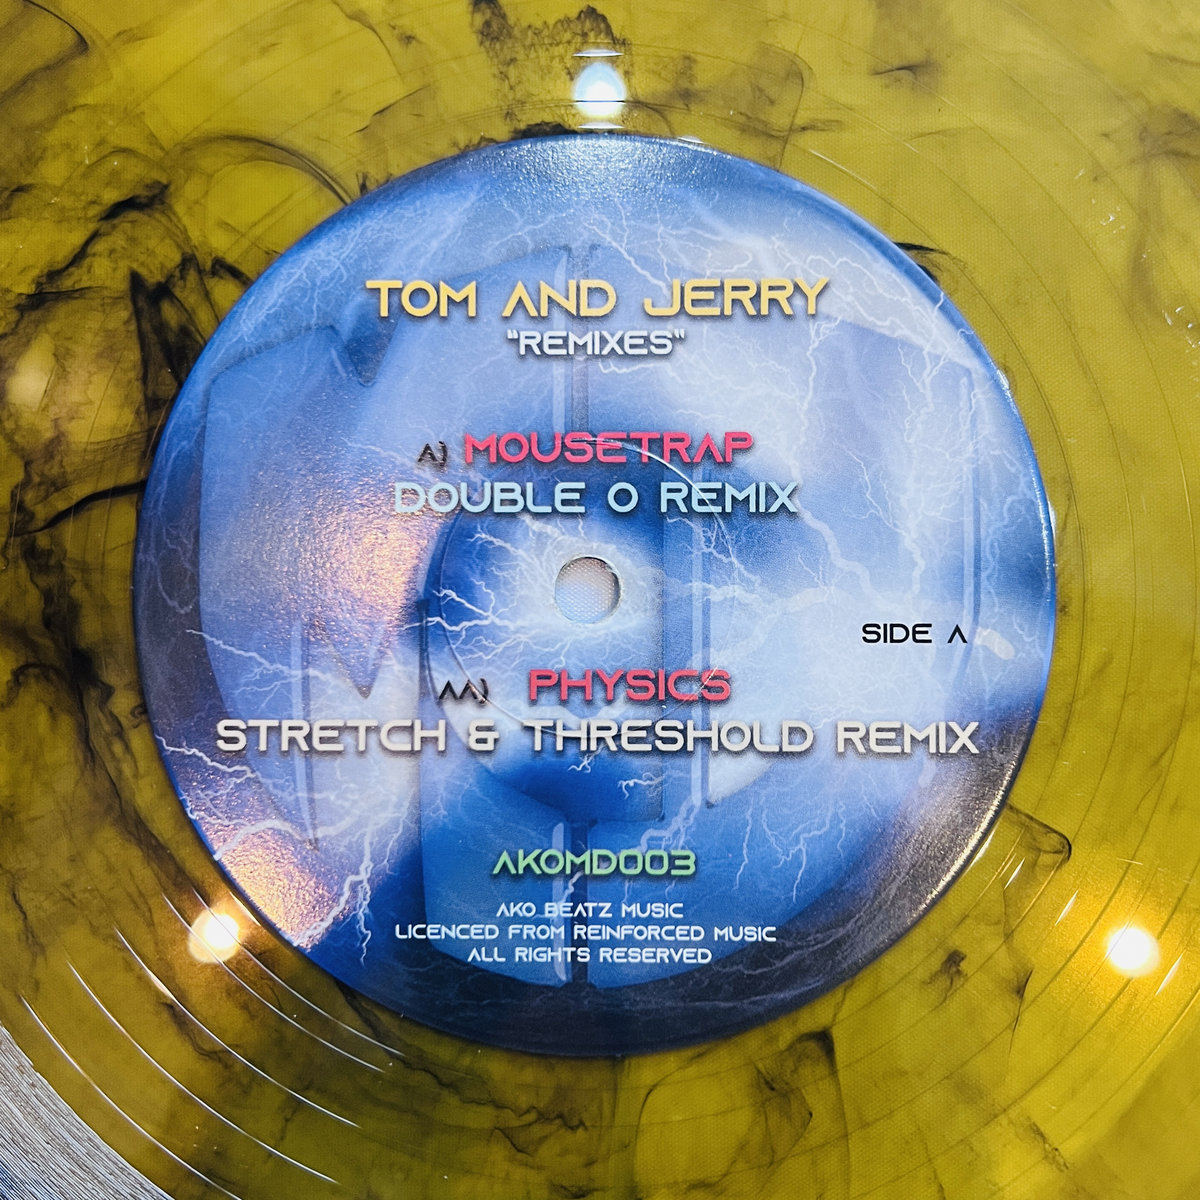 TOM AND JERRY
"REMIXES"
A) MOUSETRAP
DOUBLE O REMIX
SIDE A
AA) PHYSICS
STRETCH & THRESHOLD REMIX
AKOMD003
AKO BEATZ MUSIC
LICENCED FROM REINFORCED MUSIC
ALL RIGHTS RESERVED